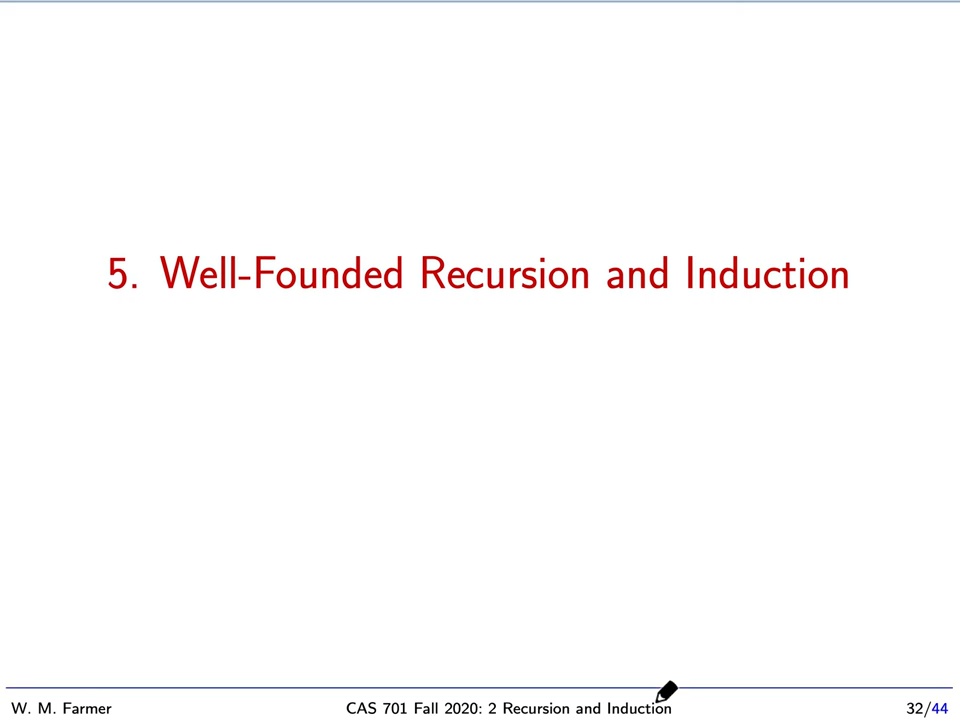 5. Well-Founded Recursion and Induction
W. M. Farmer CAS 701 Fall 2020: 2 Recursion and Induction 32/44